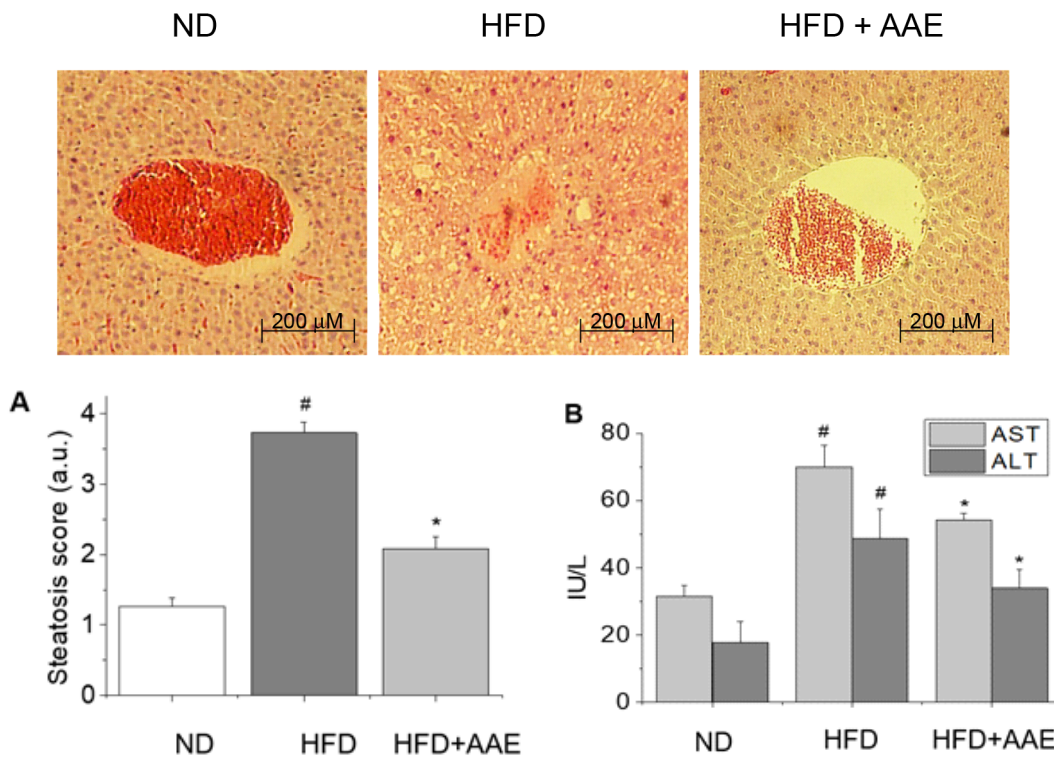 ND
HFD
HFD + AAE
200 µM
200 µM
200 µM
A
Steatosis score (a.u.)
4
3
2
1
0
#
*
ND
HFD
HFD+AAE
B
IU/L
80
60
40
20
0
AST
ALT
#
#
*
*
ND
HFD
HFD+AAE